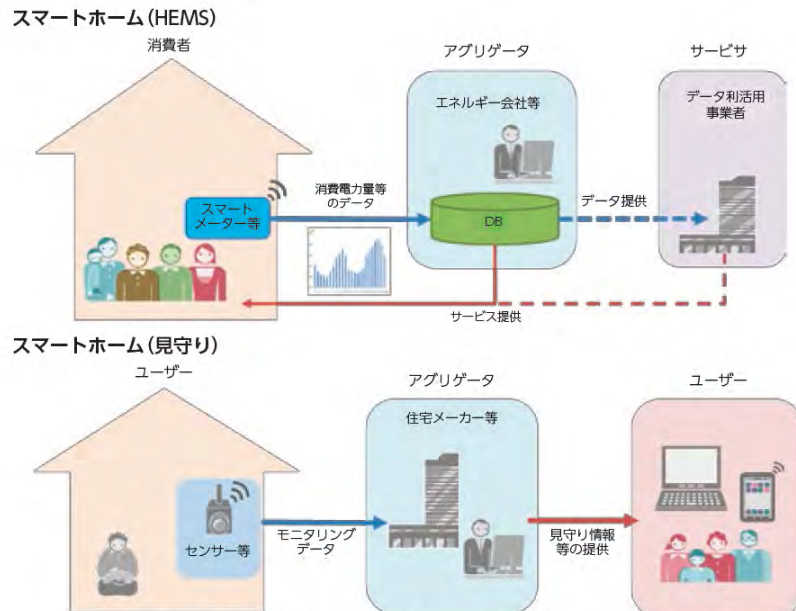 スマートホーム(HEMS)
消費者
アグリゲータ
サービサ
エネルギー会社等
データ利活用
事業者
スマート
メーター等
消費電力量等
のデータ
DB
データ提供
サービス提供
スマートホーム(見守り)
ユーザー
アグリゲータ
ユーザー
住宅メーカー等
センサー等
モニタリング
データ
見守り情報
等の提供